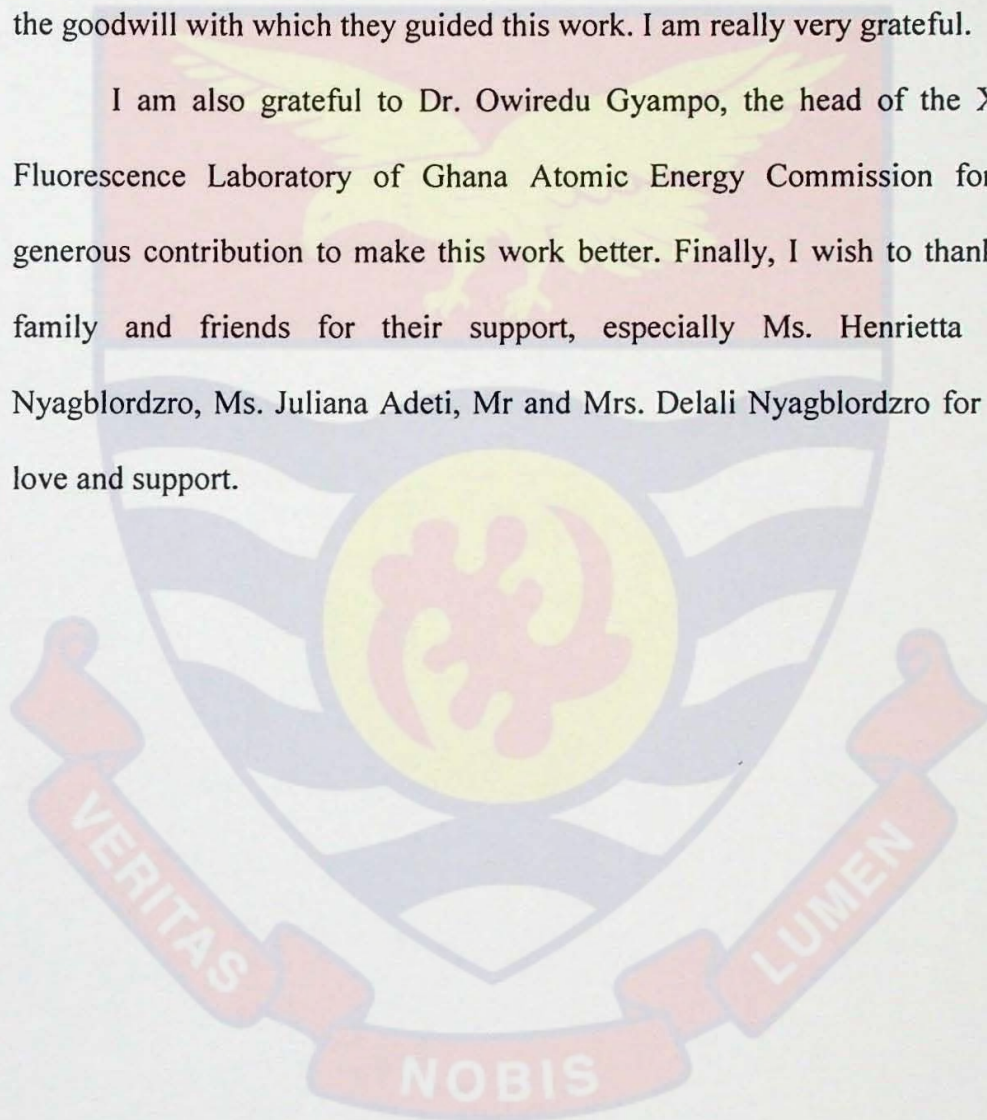 the goodwill with which they guided this work. I am really very grateful.
I am also grateful to Dr. Owiredu Gyampo, the head of the X
Fluorescence Laboratory of Ghana Atomic Energy Commission for
generous contribution to make this work better. Finally, I wish to thank
family and friends for their support, especially Ms. Henrietta
Nyagblordzro, Ms. Juliana Adeti, Mr and Mrs. Delali Nyagblordzro for
love and support.
VERITAS
NOBIS
LUMEN